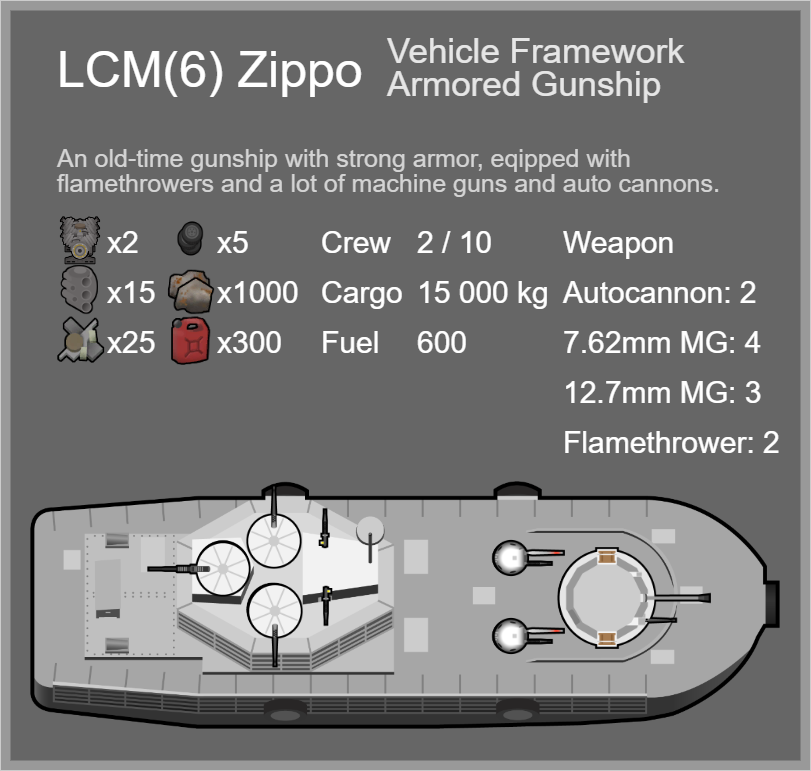 LCM(6) Zippo
Vehicle Framework
Armored Gunship
An old-time gunship with strong armor, eqipped with
flamethrowers and a lot of machine guns and auto cannons.
x2 x5 Crew 2 / 10 Weapon
x15 x1000 Cargo 15 000 kg Autocannon: 2
x25 x300 Fuel 600 7.62mm MG: 4
12.7mm MG: 3
Flamethrower: 2